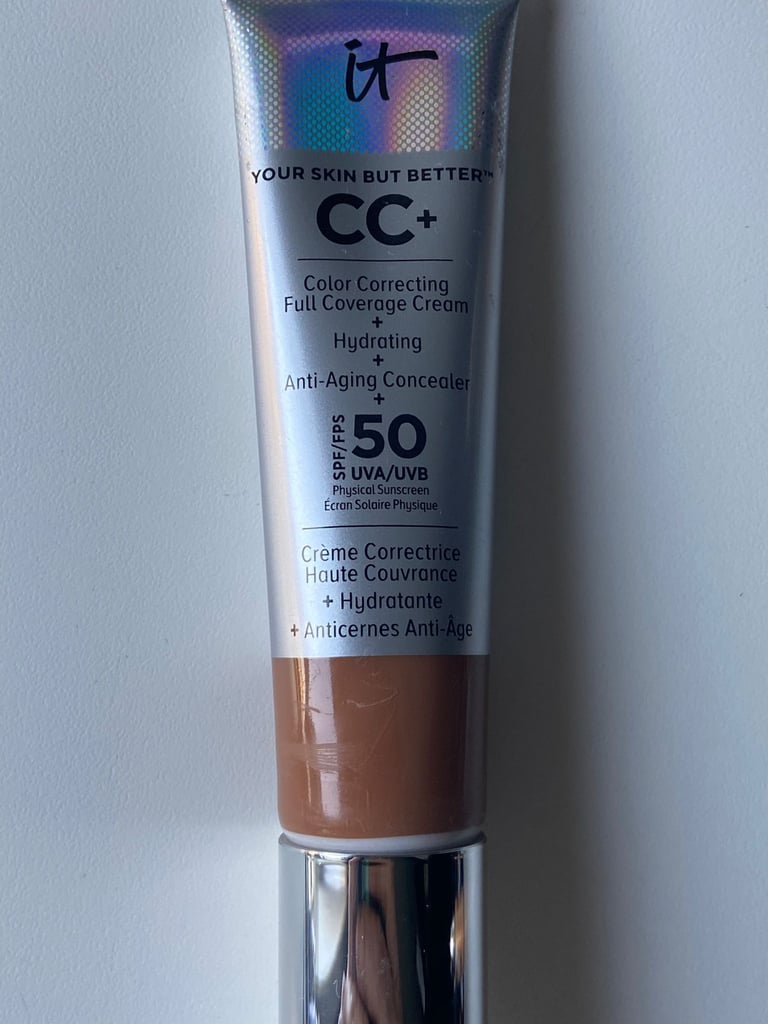 it
YOUR SKIN BUT BETTER™
CC+
Color Correcting
Full Coverage Cream
+
Hydrating
+
Anti-Aging Concealer
+
SPF/FPS 50
UVA/UVB
Physical Sunscreen
Écran Solaire Physique
Crème Correctrice
Haute Couvrance
+ Hydratante
+ Anticernes Anti-Âge